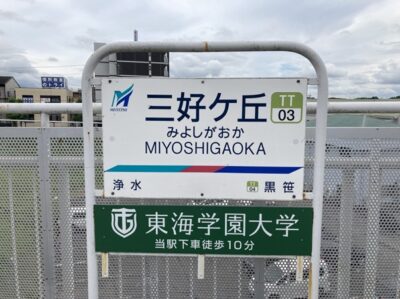 MEITETSU
三好ケ丘
TT
03
みよしがおか
MIYOSHIGAOKA
浄水
TT
04
黒笹
東海学園大学
当駅下車徒歩10分